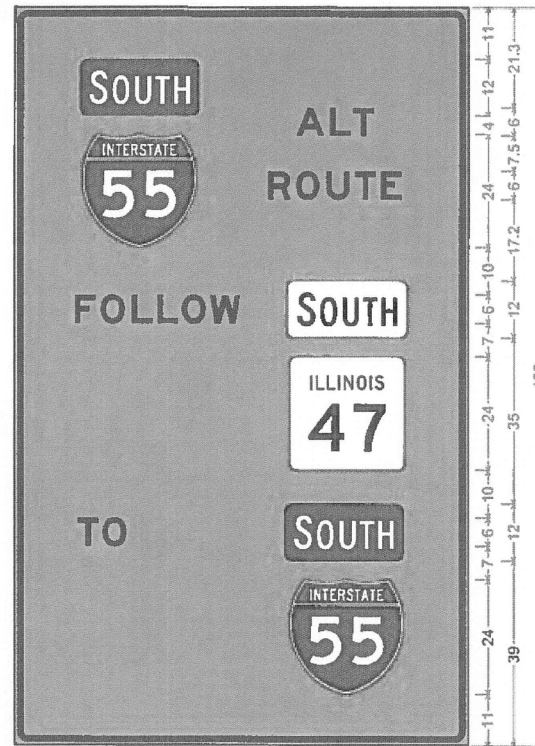 SOUTH
INTERSTATE
55
ALT
ROUTE
FOLLOW
SOUTH
ILLINOIS
47
TO
SOUTH
INTERSTATE
55
11
12
4
24
10
6
7
24
10
6
7
24
11
21.3
6
7.5
6
17.2
12
35
12
39